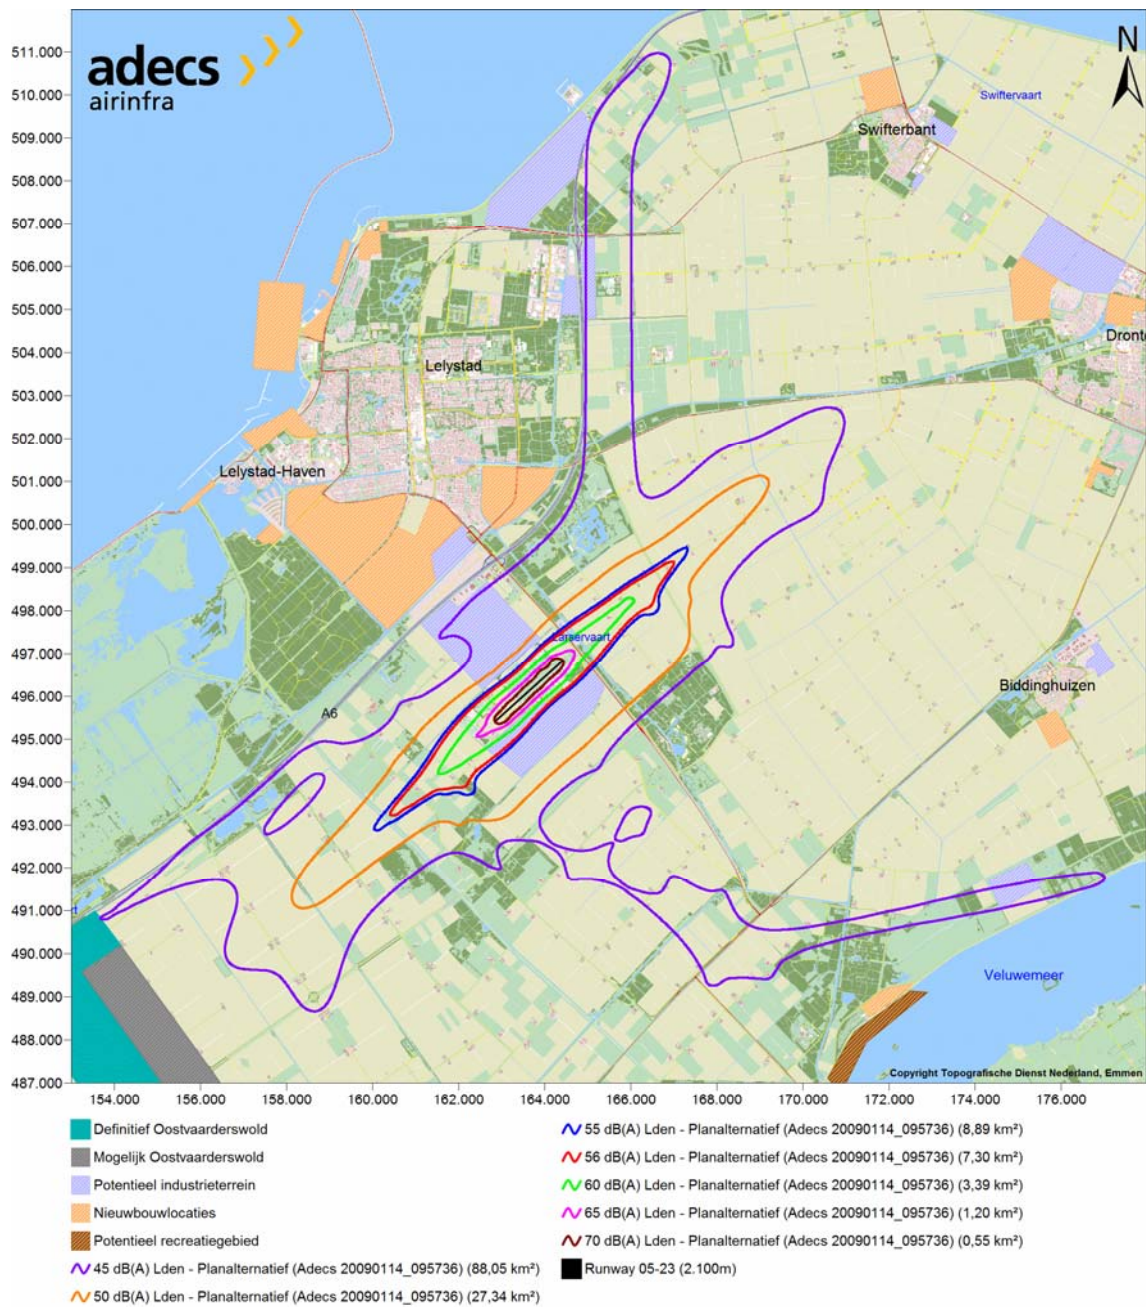 adecs
airinfra
N
511.000
510.000
509.000
508.000
507.000
506.000
505.000
504.000
503.000
502.000
501.000
500.000
499.000
498.000
497.000
496.000
495.000
494.000
493.000
492.000
491.000
490.000
489.000
488.000
487.000
Swiftervaart
Swifterbant
Lelystad
Dront
Lelystad-Haven
Larservaart
Biddinghuizen
A6
Veluwemeer
Copyright Topografische Dienst Nederland, Emmen
154.000 156.000 158.000 160.000 162.000 164.000 166.000 168.000 170.000 172.000 174.000 176.000
Definitief Oostvaarderswold
Mogelijk Oostvaarderswold
Potentieel industrieterrein
Nieuwbouwlocaties
Potentieel recreatiegebied
45 dB(A) Lden - Planalternatief (Adecs 20090114_095736) (88,05 km²)
50 dB(A) Lden - Planalternatief (Adecs 20090114_095736) (27,34 km²)
55 dB(A) Lden - Planalternatief (Adecs 20090114_095736) (8,89 km²)
56 dB(A) Lden - Planalternatief (Adecs 20090114_095736) (7,30 km²)
60 dB(A) Lden - Planalternatief (Adecs 20090114_095736) (3,39 km²)
65 dB(A) Lden - Planalternatief (Adecs 20090114_095736) (1,20 km²)
70 dB(A) Lden - Planalternatief (Adecs 20090114_095736) (0,55 km²)
Runway 05-23 (2.100m)